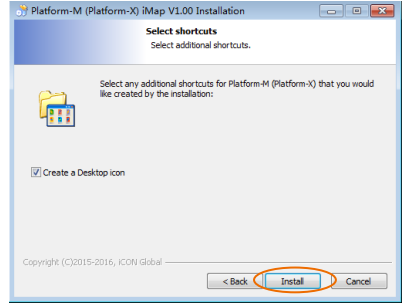 Platform-M (Platform-X) iMap V1.00 Installation
Select shortcuts
Select additional shortcuts.
Select any additional shortcuts for Platform-M (Platform-X) that you would
like created by the installation:
Create a Desktop icon
Copyright (C)2015-2016, iCON Global
< Back
Install
Cancel